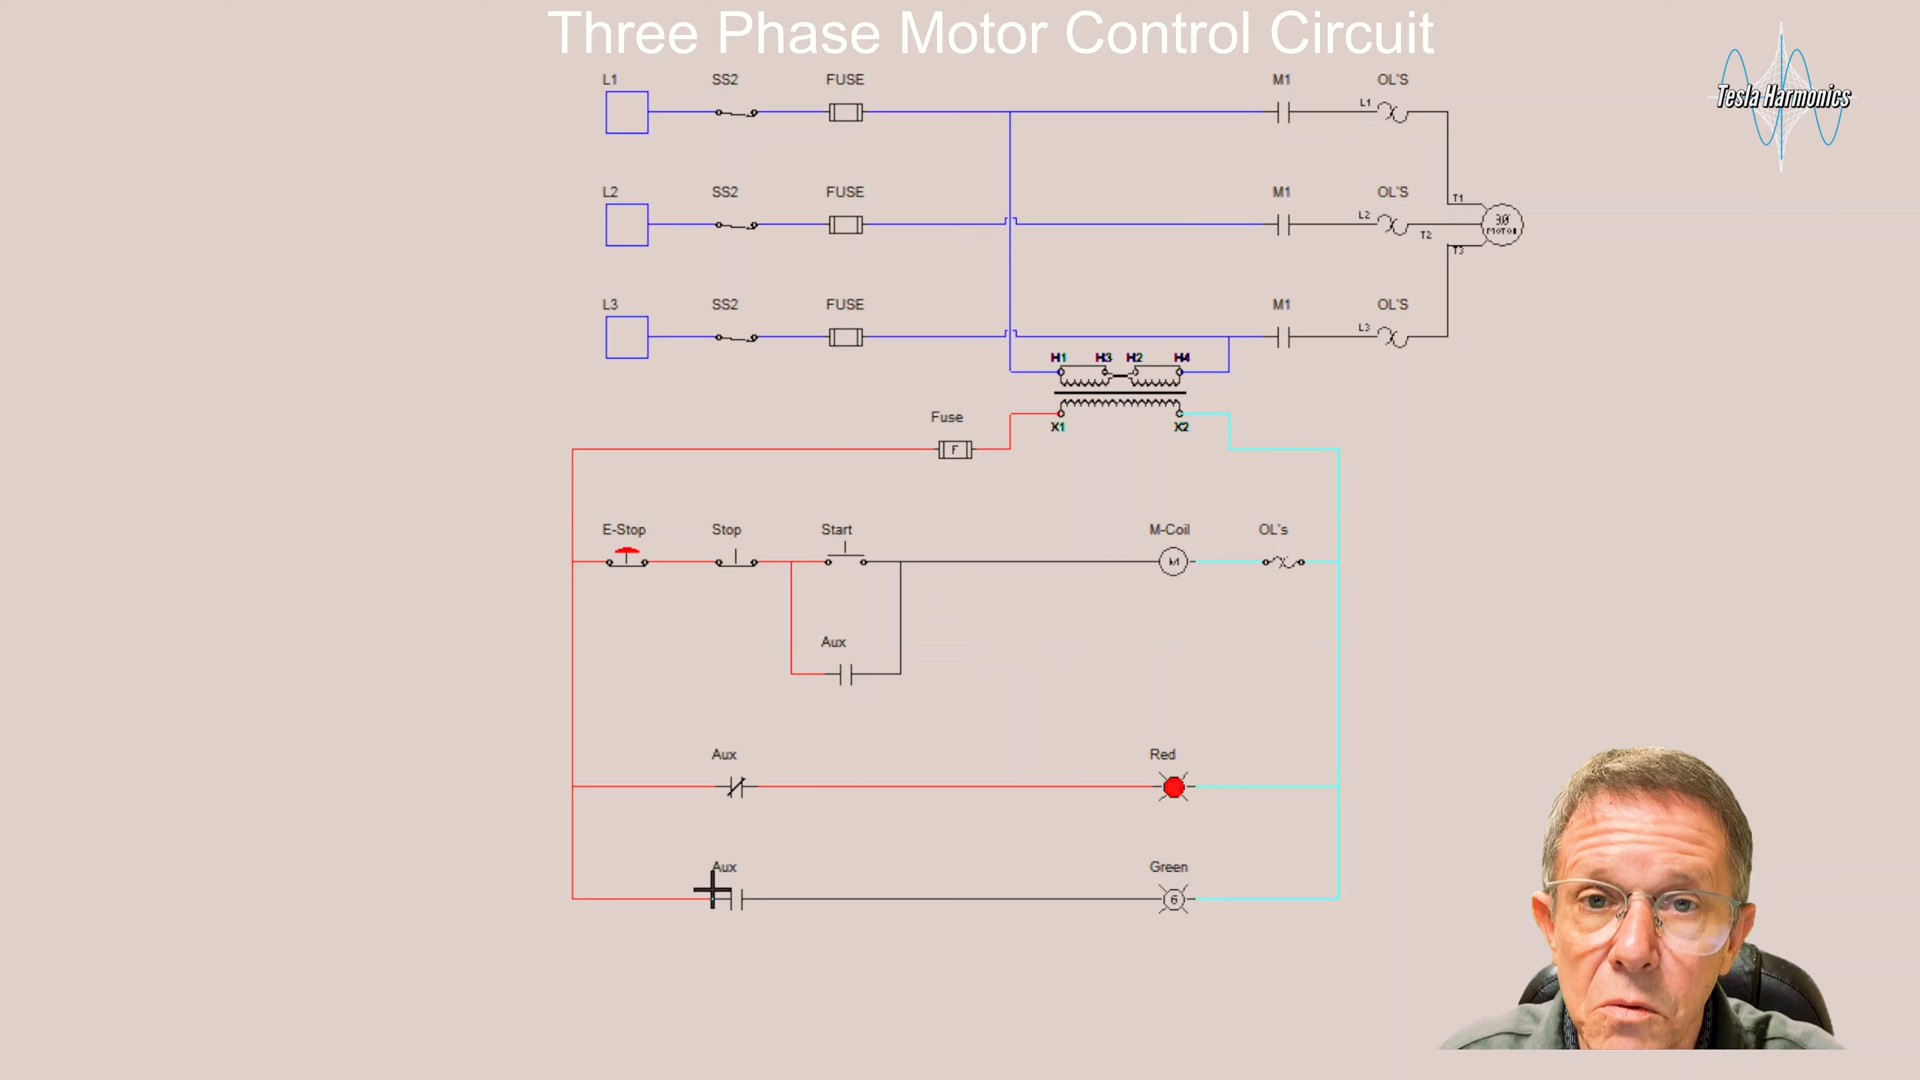 Three Phase Motor Control Circuit
Tesla Harmonics
L1 SS2 FUSE M1 OL'S
L1
L2 SS2 FUSE M1 OL'S
T1
L2
T2
3Ø
MOTOR
T3
L3 SS2 FUSE M1 OL'S
L3
H1 H3 H2 H4
Fuse
X1 X2
F
E-Stop Stop Start M-Coil OL's
M
Aux
Aux Red
Aux Green
G